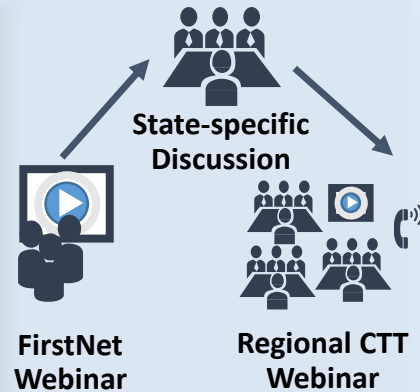 State-specific
Discussion
FirstNet
Webinar
Regional CTT
Webinar